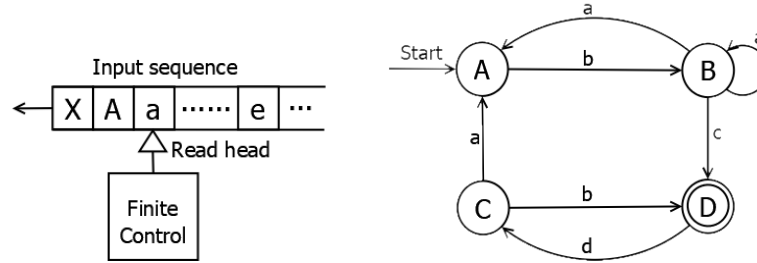 Input sequence
X A a ...... e ...
Read head
Finite
Control
Start
A
a
b
B
a
a
c
C
b
D
d